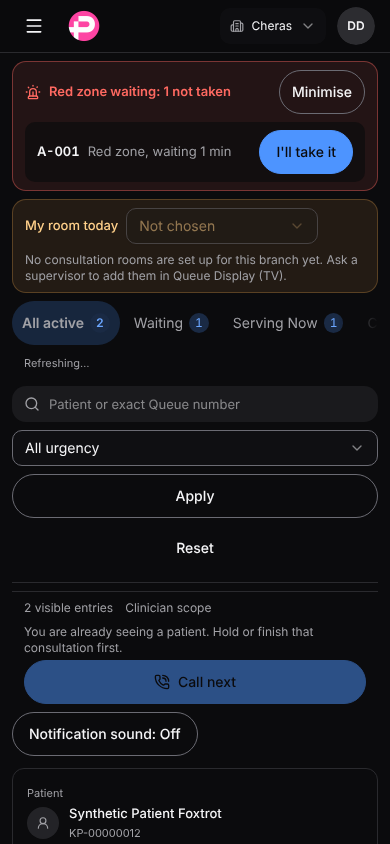 Cheras
DD
Red zone waiting: 1 not taken
Minimise
A-001 Red zone, waiting 1 min
I'll take it
My room today
Not chosen
No consultation rooms are set up for this branch yet. Ask a
supervisor to add them in Queue Display (TV).
All active 2 Waiting 1 Serving Now 1
Refreshing...
Patient or exact Queue number
All urgency
Apply
Reset
2 visible entries Clinician scope
You are already seeing a patient. Hold or finish that
consultation first.
Call next
Notification sound: Off
Patient
Synthetic Patient Foxtrot
KP-00000012